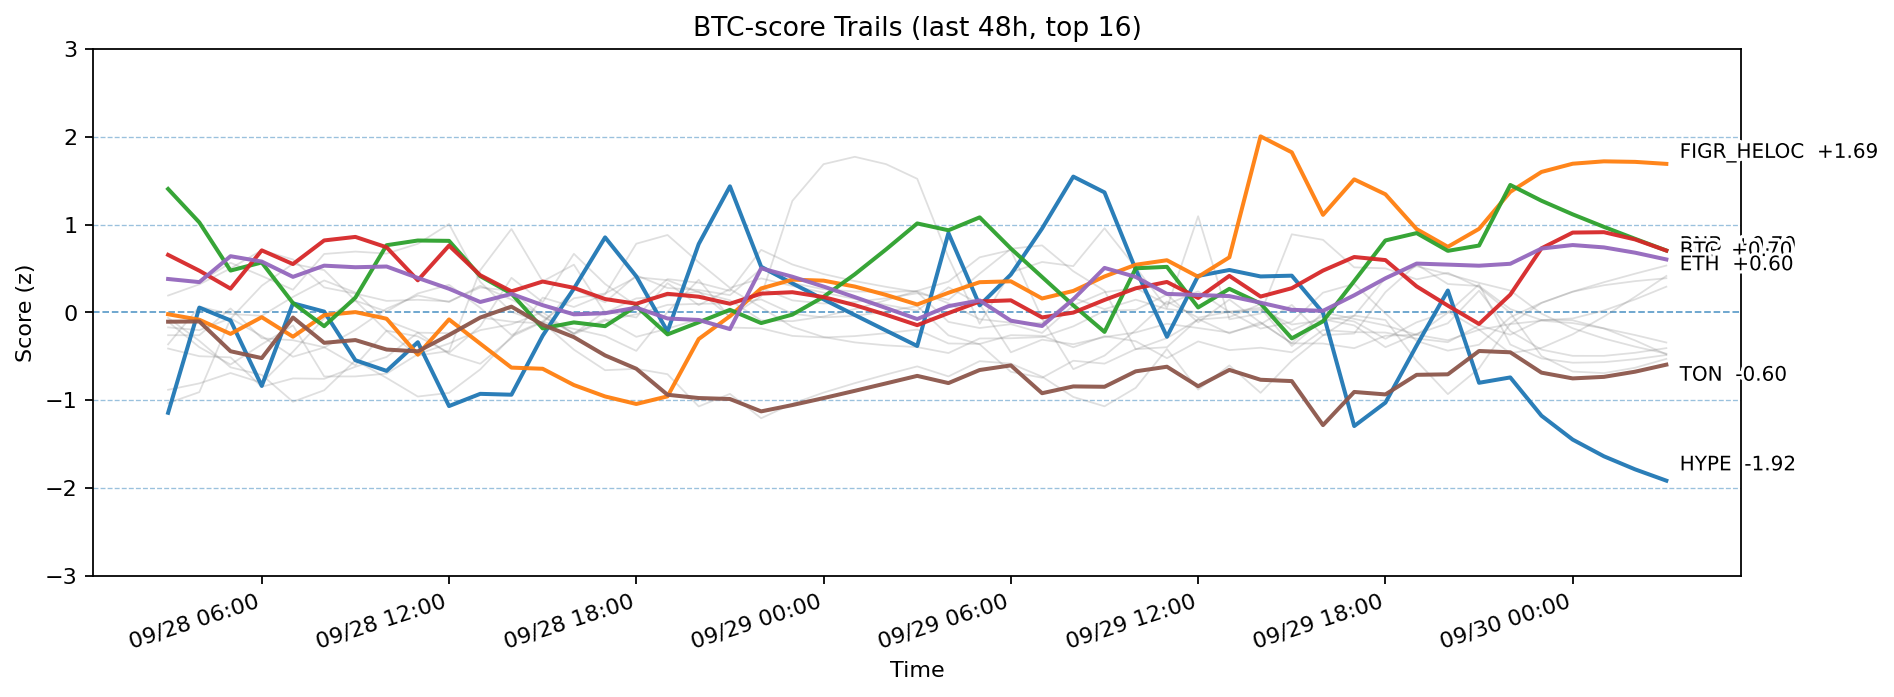 BTC-score Trails (last 48h, top 16)
Score (z)
3
2
1
0
−1
−2
−3
FIGR_HELOC +1.69
BTC +0.70
ETH +0.60
TON -0.60
HYPE -1.92
09/28 06:00
09/28 12:00
09/28 18:00
09/29 00:00
09/29 06:00
09/29 12:00
09/29 18:00
09/30 00:00
Time